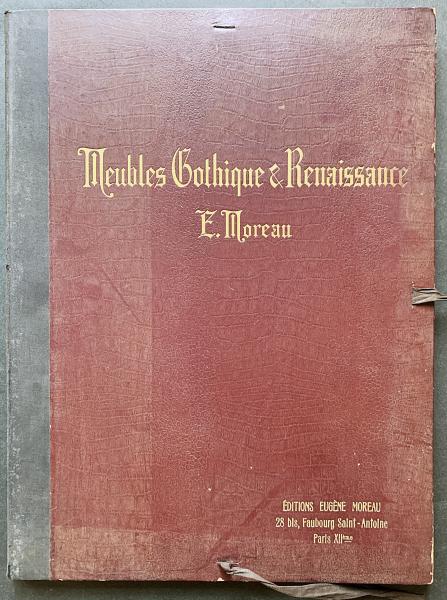 Meubles Gothique & Renaissance
E. Moreau
ÉDITIONS EUGÈNE MOREAU
28 bis, Faubourg Saint-Antoine
Paris XIIème